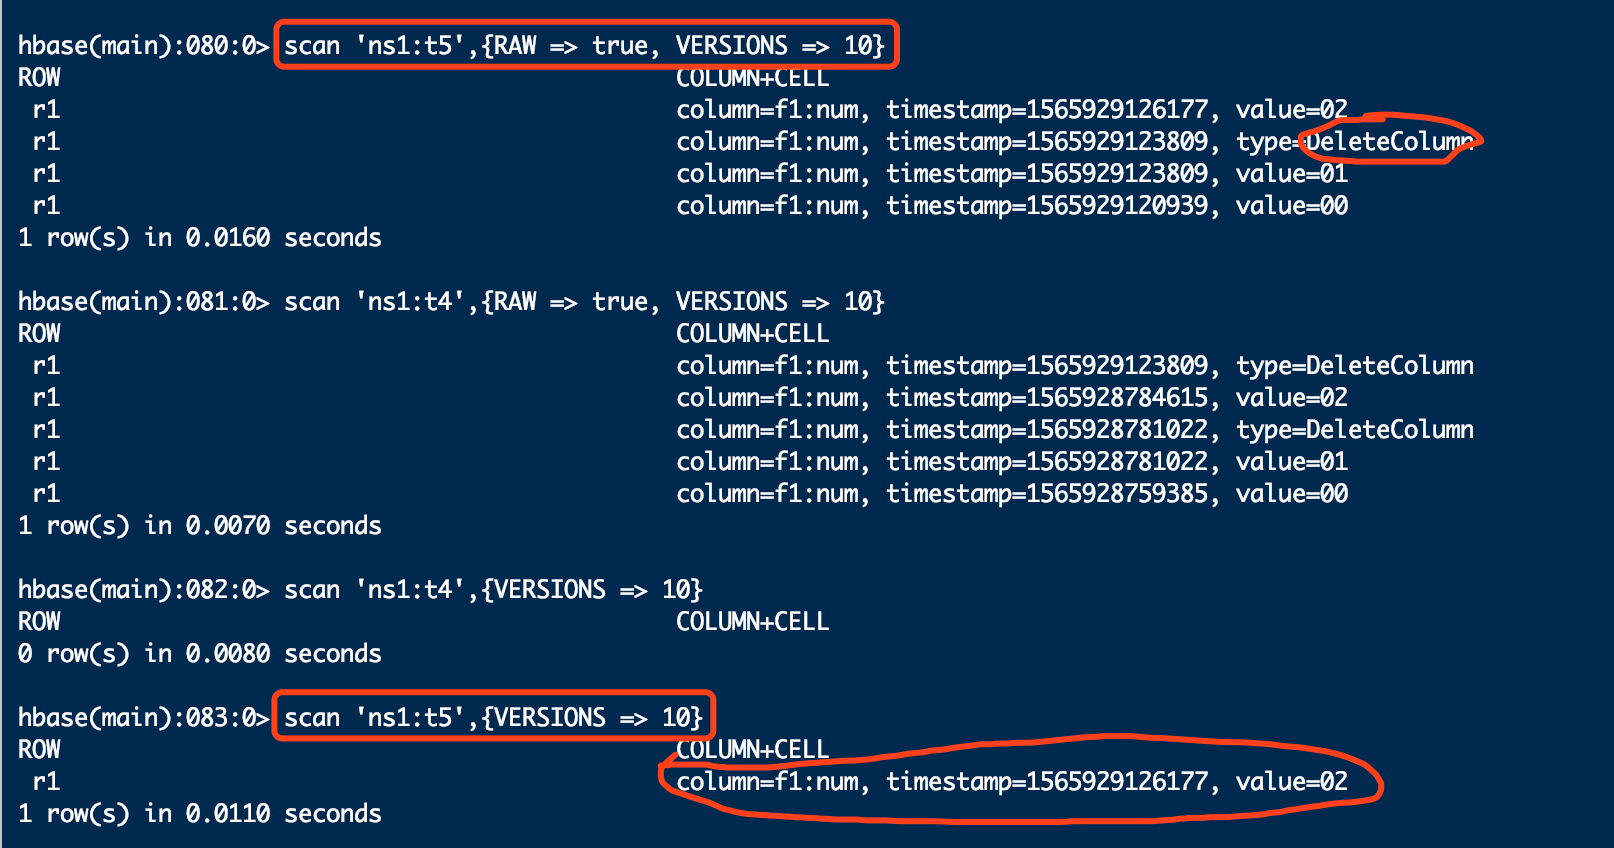 hbase(main):080:0> scan 'ns1:t5',{RAW => true, VERSIONS => 10}
ROW COLUMN+CELL
r1 column=f1:num, timestamp=1565929126177, value=02
r1 column=f1:num, timestamp=1565929123809, type=DeleteColumn
r1 column=f1:num, timestamp=1565929123809, value=01
r1 column=f1:num, timestamp=1565929120939, value=00
1 row(s) in 0.0160 seconds
hbase(main):081:0> scan 'ns1:t4',{RAW => true, VERSIONS => 10}
ROW COLUMN+CELL
r1 column=f1:num, timestamp=1565929123809, type=DeleteColumn
r1 column=f1:num, timestamp=1565928784615, value=02
r1 column=f1:num, timestamp=1565928781022, type=DeleteColumn
r1 column=f1:num, timestamp=1565928781022, value=01
r1 column=f1:num, timestamp=1565928759385, value=00
1 row(s) in 0.0070 seconds
hbase(main):082:0> scan 'ns1:t4',{VERSIONS => 10}
ROW COLUMN+CELL
0 row(s) in 0.0080 seconds
hbase(main):083:0> scan 'ns1:t5',{VERSIONS => 10}
ROW COLUMN+CELL
r1 column=f1:num, timestamp=1565929126177, value=02
1 row(s) in 0.0110 seconds